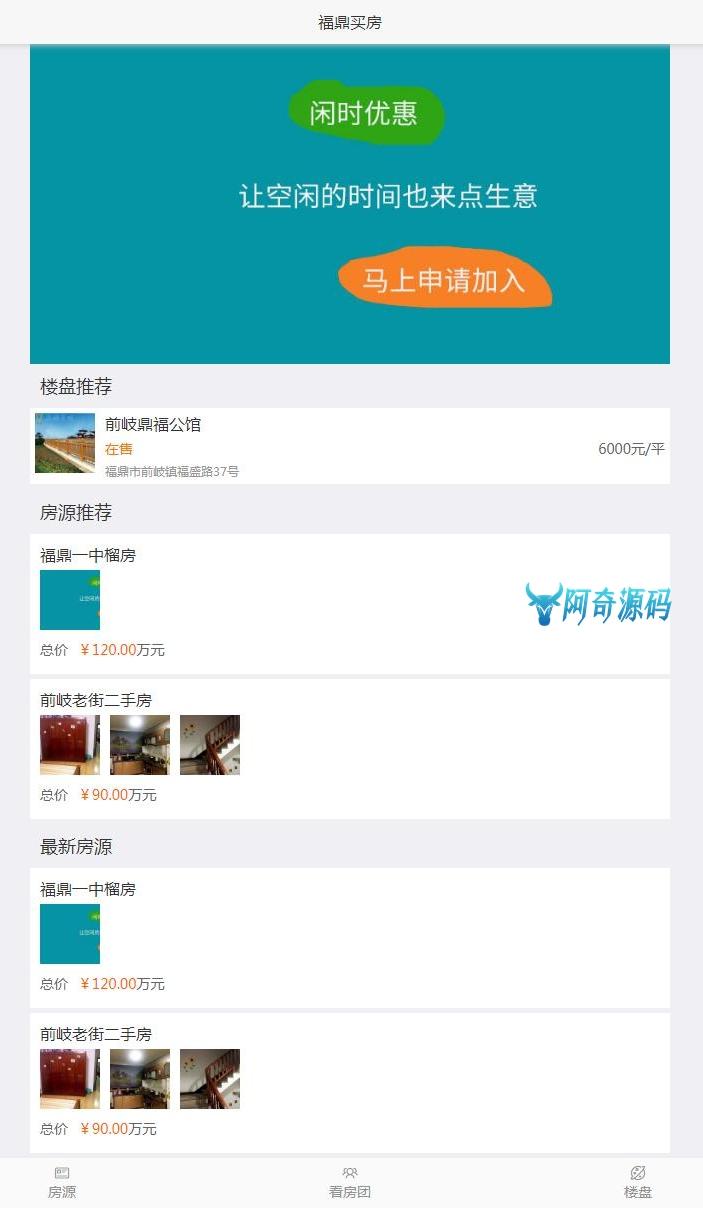 福鼎买房
闲时优惠
让空闲的时间也来点生意
马上申请加入
楼盘推荐
前岐鼎福公馆
在售
6000元/平
福鼎市前岐镇福盛路37号
房源推荐
福鼎一中榴房
阿奇源码
总价 ￥120.00万元
前岐老街二手房
总价 ￥90.00万元
最新房源
福鼎一中榴房
总价 ￥120.00万元
前岐老街二手房
总价 ￥90.00万元
房源 看房团 楼盘